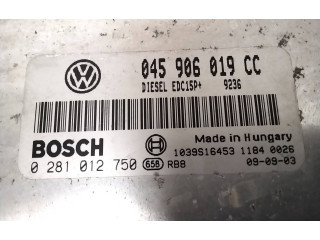 045 906 019 CC
DIESEL EDC15P+ 9236
BOSCH
Made in Hungary
1039S16453 1184 0026
0 281 012 750 658 RB8 09-09-03